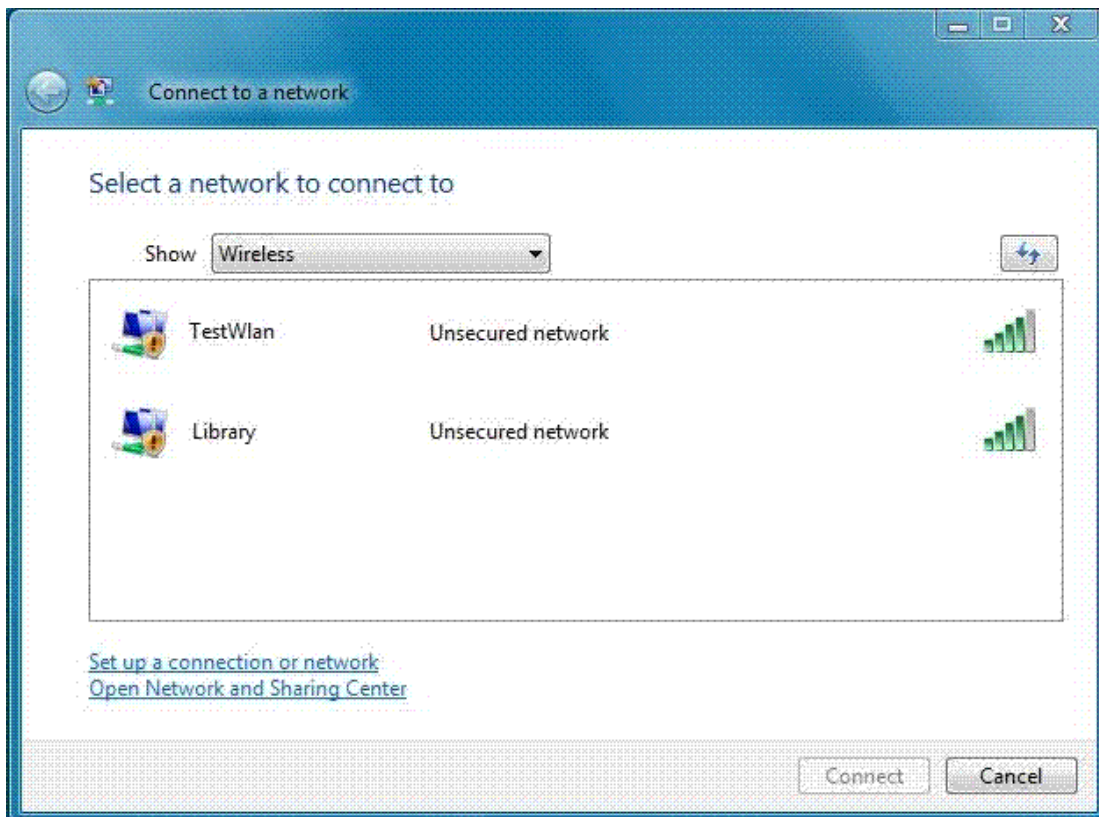 Connect to a network
Select a network to connect to
Show Wireless
TestWlan Unsecured network
Library Unsecured network
Set up a connection or network
Open Network and Sharing Center
Connect Cancel